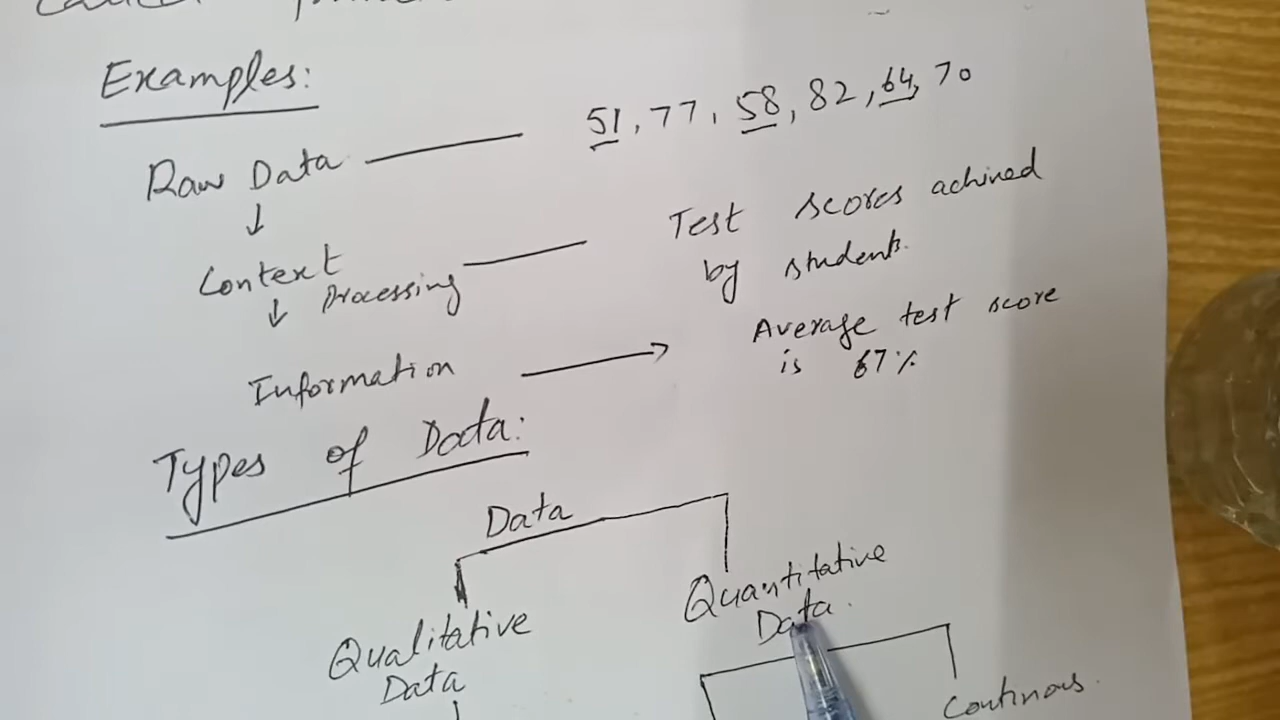 Examples:
Raw Data
51, 77, 58, 82, 64, 70
Context
Processing
Test scores achived
by students.
Information
Average test score
is 67%
Types of Data:
Data
Qualitative
Data
Quantitative
Data.
Continous.